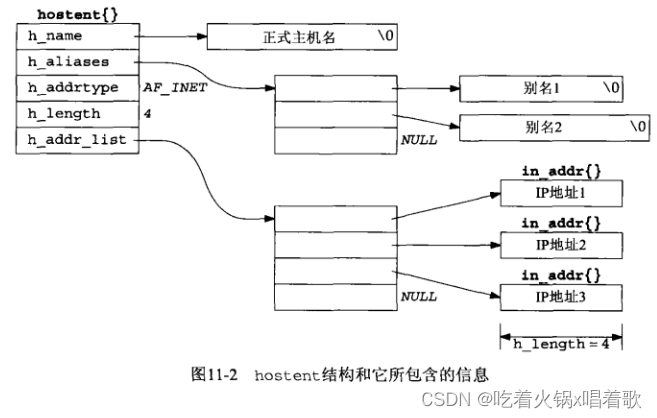 hostent{}
h_name
正式主机名 \0
h_aliases
h_addrtype AF_INET
别名1 \0
h_length 4
别名2 \0
h_addr_list
NULL
in_addr{}
IP地址1
in_addr{}
IP地址2
in_addr{}
NULL
IP地址3
h_length=4
图11-2 hostent结构和它所包含的信息
CSDN @吃着火锅x唱着歌